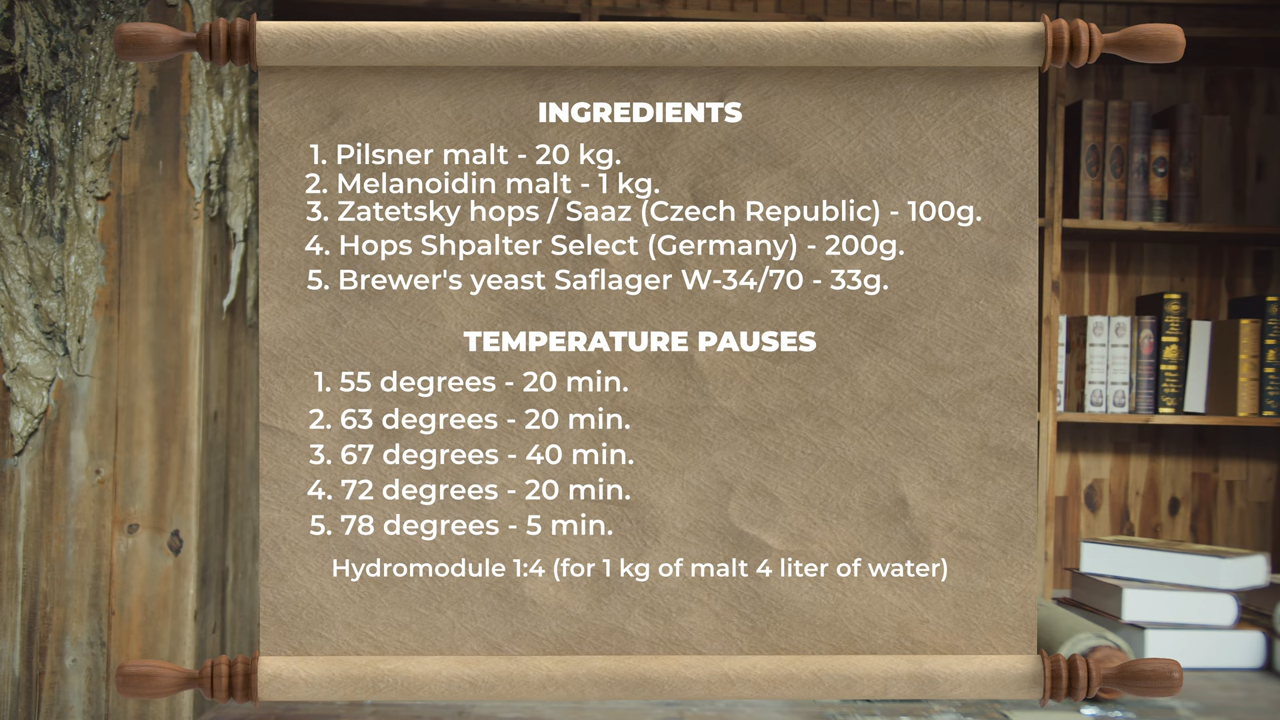 INGREDIENTS
1. Pilsner malt - 20 kg.
2. Melanoidin malt - 1 kg.
3. Zatetsky hops / Saaz (Czech Republic) - 100g.
4. Hops Shpalter Select (Germany) - 200g.
5. Brewer's yeast Saflager W-34/70 - 33g.
TEMPERATURE PAUSES
1. 55 degrees - 20 min.
2. 63 degrees - 20 min.
3. 67 degrees - 40 min.
4. 72 degrees - 20 min.
5. 78 degrees - 5 min.
Hydromodule 1:4 (for 1 kg of malt 4 liter of water)